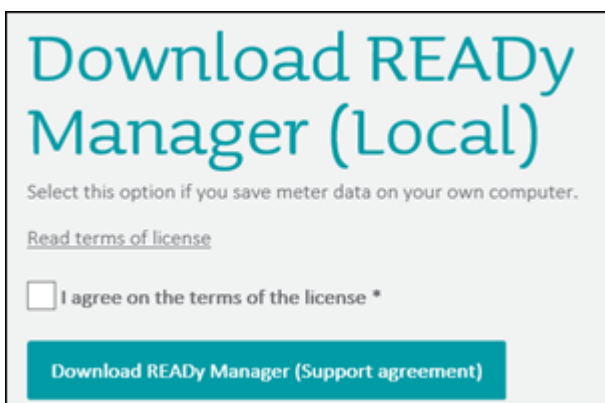 Download READy
Manager (Local)
Select this option if you save meter data on your own computer.
Read terms of license
I agree on the terms of the license *
Download READy Manager (Support agreement)